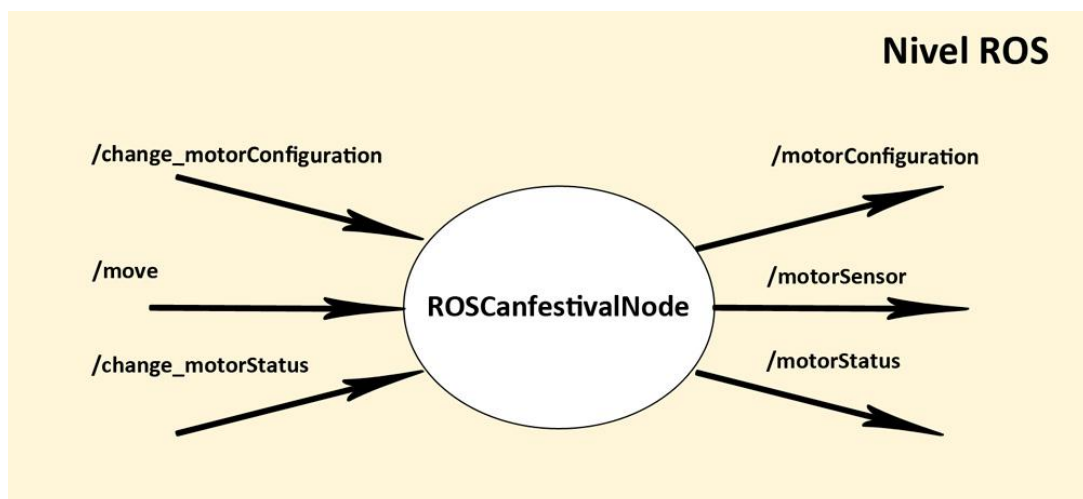 Nivel ROS
/change_motorConfiguration
/motorConfiguration
/move
ROSCanfestivalNode
/motorSensor
/change_motorStatus
/motorStatus